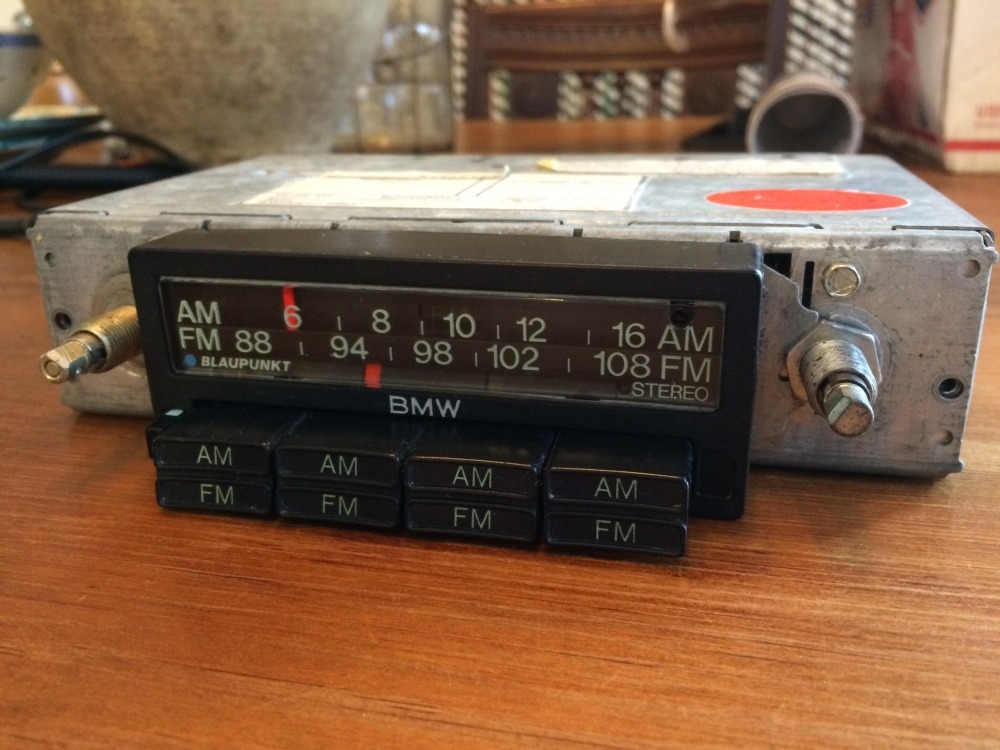 AM 6 8 10 12 16 AM
FM 88 94 98 102 108 FM
BLAUPUNKT
STEREO
BMW
AM AM AM AM
FM FM FM FM